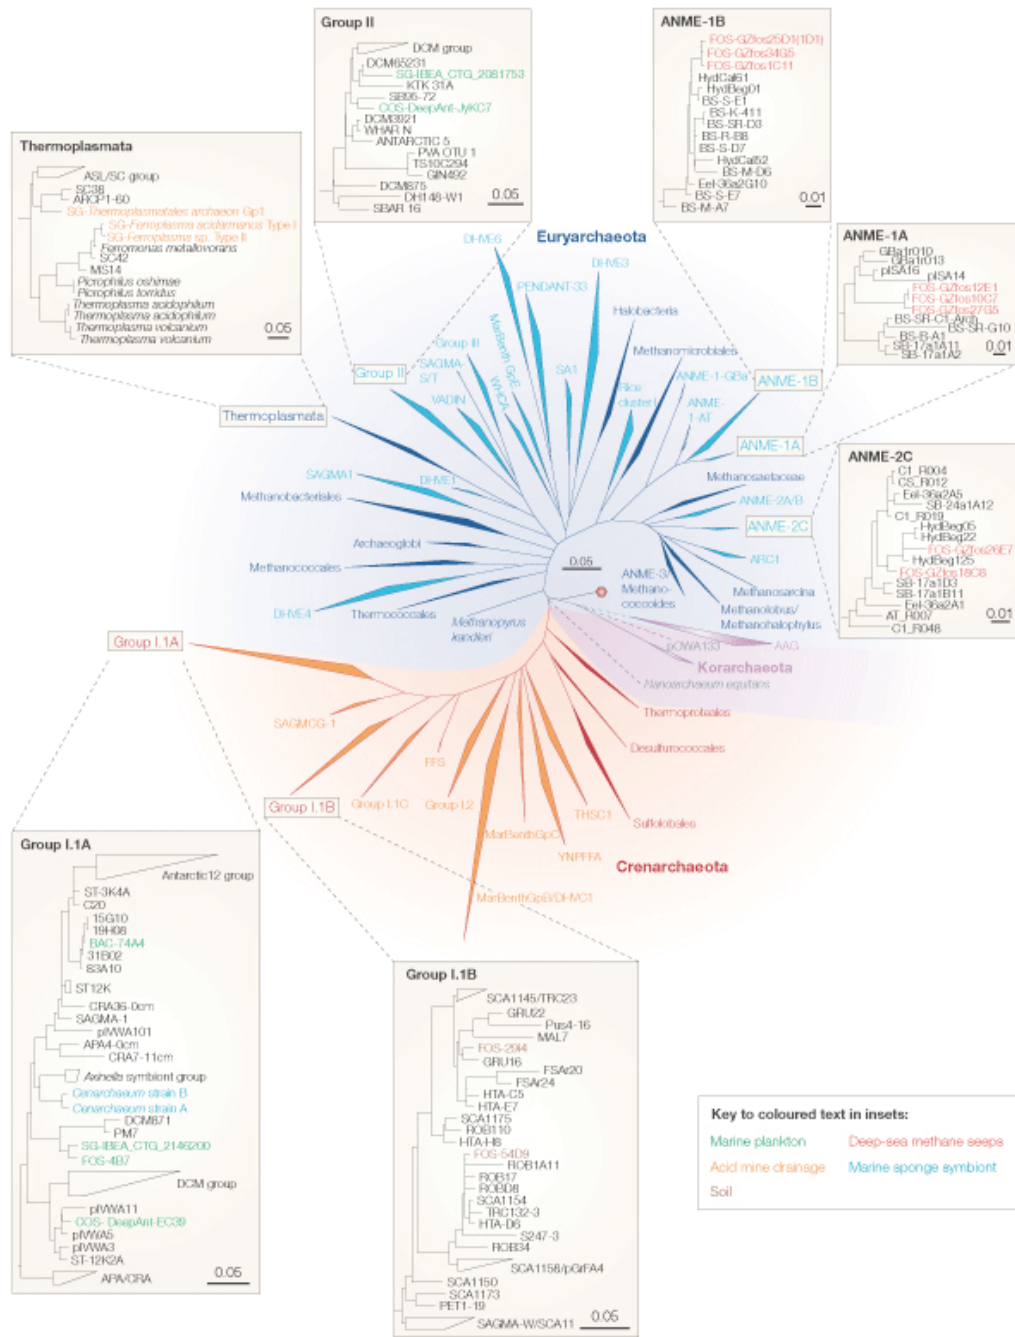 Group II
DCM group
DCM65231
SG-IBEA_CTG_2081753
KTK 31A
SB95-72
COS-DeepAnt-JyKC7
DCM3921
WHAR N
ANTARCTIC 5
PVA OTU 1
TS10C294
GIN492
DCM875
DH148-W1
SBAR 16
0.05
ANME-1B
FOS-GZfos25D1(1D1)
FOS-GZfos34G5
FOS-GZfos1C11
HydCal61
HydBeg01
BS-S-E1
BS-K-411
BS-SR-D3
BS-R-B8
BS-S-D7
HydCal52
BS-M-D6
Eel-36a2G10
BS-S-E7
BS-M-A7
0.01
Thermoplasmata
ASL/SC group
SC38
ARCP1-60
SG-Thermoplasmatales archaeon Gp1
SG-Ferroplasma acidarmanus Type I
SG-Ferroplasma sp. Type II
Ferromonas metallovorans
SC42
MS14
Picrophilus oshimae
Picrophilus torridus
Thermoplasma acidophilum
Thermoplasma acidophilum
Thermoplasma volcanium
Thermoplasma volcanium
0.05
ANME-1A
GBa1r010
GBa1r013
pISA16
pISA14
FOS-GZfos12E1
FOS-GZfos10C7
FOS-GZfos27G5
BS-SR-C1-Arch
BS-SR-G10
BS-B-A1
SB-17a1A11
SB-17a1A2
0.01
ANME-2C
C1_R004
CS_R012
Eel-36a2A5
SB-24a1A12
C1_R019
HydBeg05
HydBeg22
FOS-GZfos26E7
HydBeg125
FOS-GZfos18C8
SB-17a1D3
SB-17a1B11
Eel-36a2A1
AT_R007
C1_R048
0.01
Euryarchaeota
DHVE6
PENDANT-33
DHVE3
Halobacteria
Methanomicrobiales
Group III
MarBenth GpE
WHCA
SAGMA-
S/T
VADIN
SA1
Rice
cluster I
ANME-1-GBa
ANME-
1-AT
ANME-1B
ANME-1A
Group II
Thermoplasmata
SAGMA1
DHVE1
Methanobacteriales
Archaeoglobi
Methanococcales
DHVE4
Thermococcales
Methanopyrus
kandleri
0.05
Methanosaetaceae
ANME-2A/B
ANME-2C
ARC1
Methanosarcina
ANME-3/
Methano-
coccoides
Methanolobus/
Methanohalophylus
pOWA133
AAG
Korarchaeota
Nanoarchaeum equitans
Group I.1A
SAGMCG-1
Group I.1B
Group I.1C
FFS
Group I.2
MarBenthGpC
YNPFFA
THSC1
Sulfolobales
Desulfurococcales
Thermoproteales
MarBenthGpB/DHVC1
Crenarchaeota
Group I.1A
Antarctic12 group
ST-3K4A
C20
15G10
19H08
BAC-74A4
31B02
83A10
ST12K
CRA36-0cm
SAGMA-1
pIVWA101
APA4-0cm
CRA7-11cm
Axinella symbiont group
Cenarchaeum strain B
Cenarchaeum strain A
DCM871
PM7
SG-IBEA_CTG_2146200
FOS-4B7
DCM group
pIVWA11
COS- DeepAnt-EC39
pIVWA5
pIVWA3
ST-12K2A
APA/CRA
0.05
Group I.1B
SCA1145/TRC23
GRU22
Pus4-16
MAL7
FOS-29i4
GRU16
FSAr20
FSAr24
HTA-C5
HTA-E7
SCA1175
ROB110
HTA-H8
FOS-54D9
ROB1A11
ROB17
ROBD8
SCA1154
TRC132-3
HTA-D6
S247-3
ROB34
SCA1158/pGrFA4
SCA1150
SCA1173
PET1-19
SAGMA-W/SCA11
0.05
Key to coloured text in insets:
Marine plankton
Deep-sea methane seeps
Acid mine drainage
Marine sponge symbiont
Soil